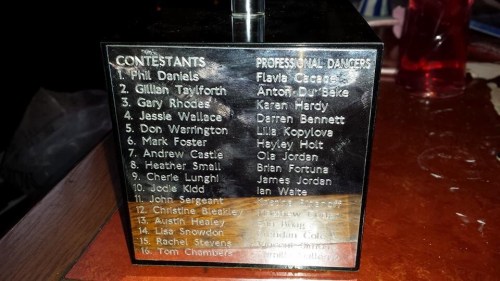 CONTESTANTS PROFESSIONAL DANCERS
1. Phil Daniels Flavia Cacace
2. Gillian Taylforth Anton Du Beke
3. Gary Rhodes Karen Hardy
4. Jessie Wallace Darren Bennett
5. Don Warrington Lilia Kopylova
6. Mark Foster Hayley Holt
7. Andrew Castle Ola Jordan
8. Heather Small Brian Fortuna
9. Cherie Lunghi James Jordan
10. Jodie Kidd Ian Waite
11. John Sergeant
12. Christine Bleakley
13. Austin Healey
14. Lisa Snowdon
15. Rachel Stevens
16. Tom Chambers